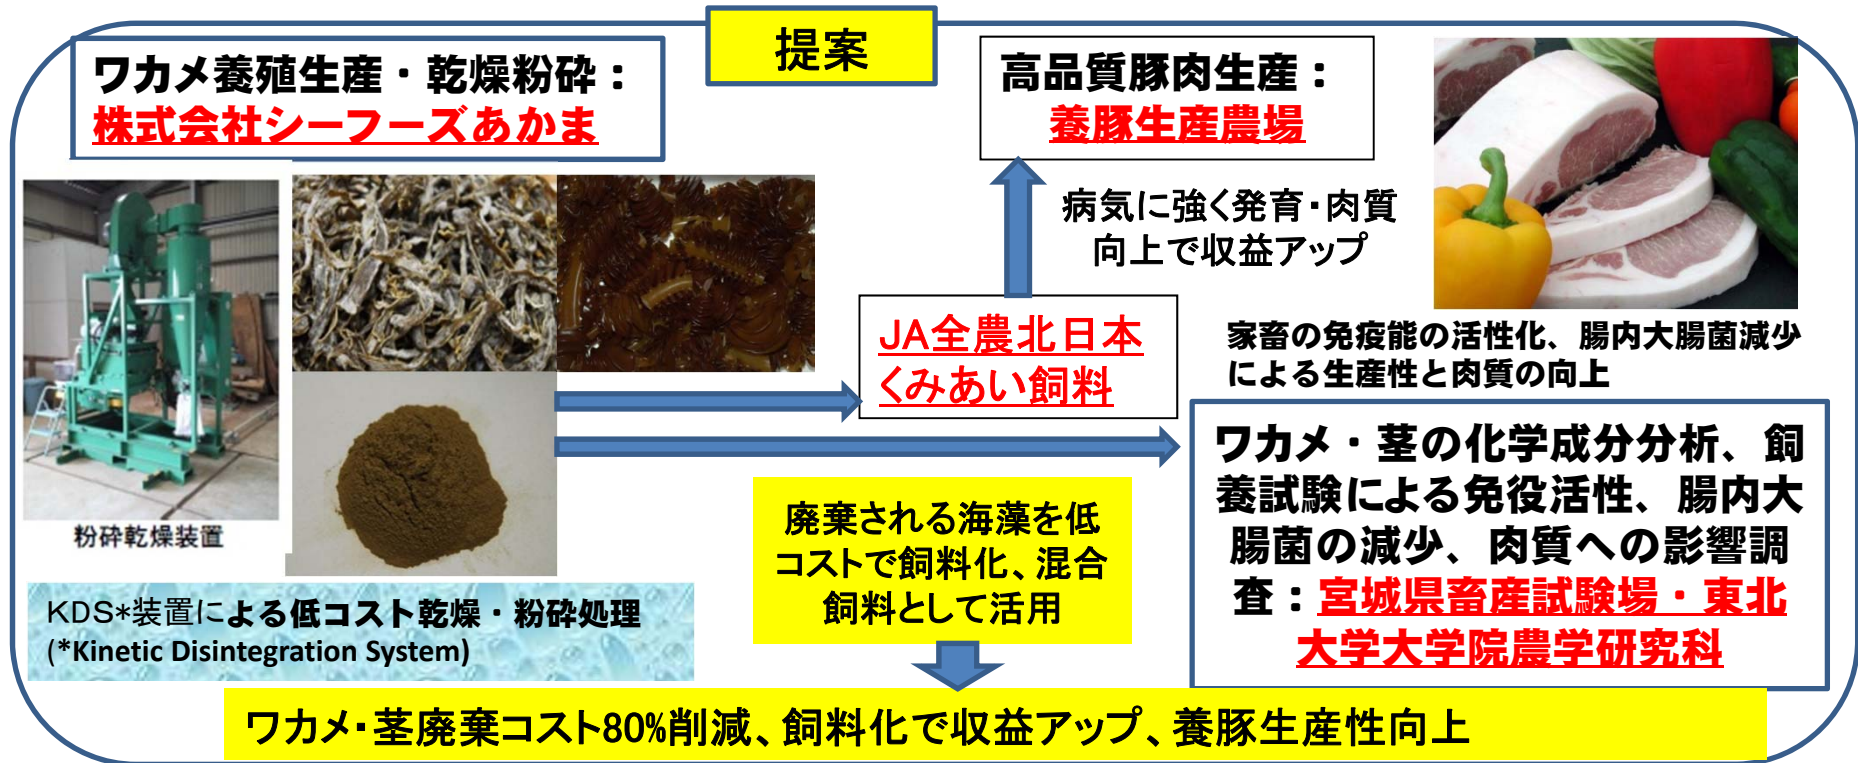 提案
ワカメ養殖生産・乾燥粉砕：
株式会社シーフーズあかま
高品質豚肉生産：
養豚生産農場
病気に強く発育・肉質
向上で収益アップ
JA全農北日本
くみあい飼料
家畜の免疫能の活性化、腸内大腸菌減少
による生産性と肉質の向上
粉砕乾燥装置
KDS*装置による低コスト乾燥・粉砕処理
(*Kinetic Disintegration System)
廃棄される海藻を低
コストで飼料化、混合
飼料として活用
ワカメ・茎の化学成分分析、飼
養試験による免役活性、腸内大
腸菌の減少、肉質への影響調
査：宮城県畜産試験場・東北
大学大学院農学研究科
ワカメ・茎廃棄コスト80%削減、飼料化で収益アップ、養豚生産性向上